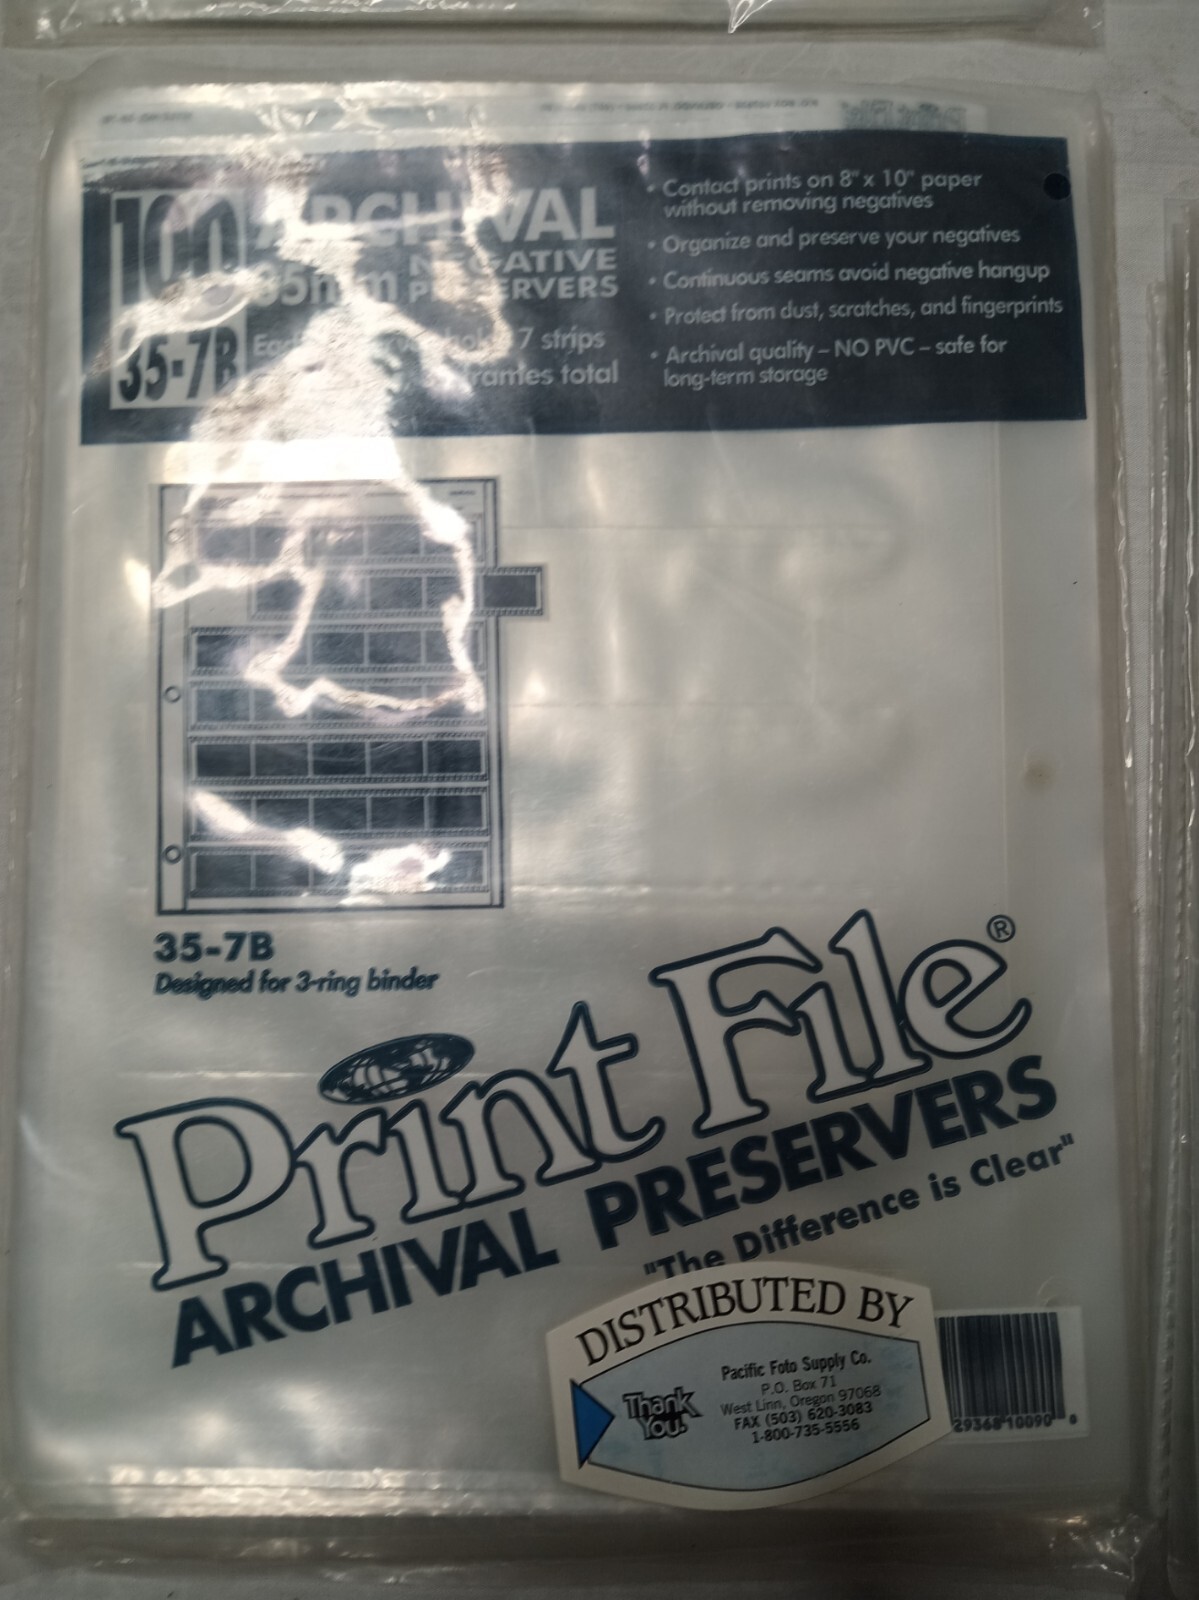 100
35-7B
ARCHIVAL
35mm NEGATIVE
PRESERVERS
7 strips
frames total
• Contact prints on 8" x 10" paper
without removing negatives
• Organize and preserve your negatives
• Continuous seams avoid negative hangup
• Protect from dust, scratches, and fingerprints
• Archival quality – NO PVC – safe for
long-term storage
35-7B
Designed for 3-ring binder
Print File®
ARCHIVAL PRESERVERS
"The Difference is Clear"
DISTRIBUTED BY
Thank
You!
Pacific Foto Supply Co.
P.O. Box 71
West Linn, Oregon 97068
FAX (503) 620-3083
1-800-735-5556
29368 10090 0